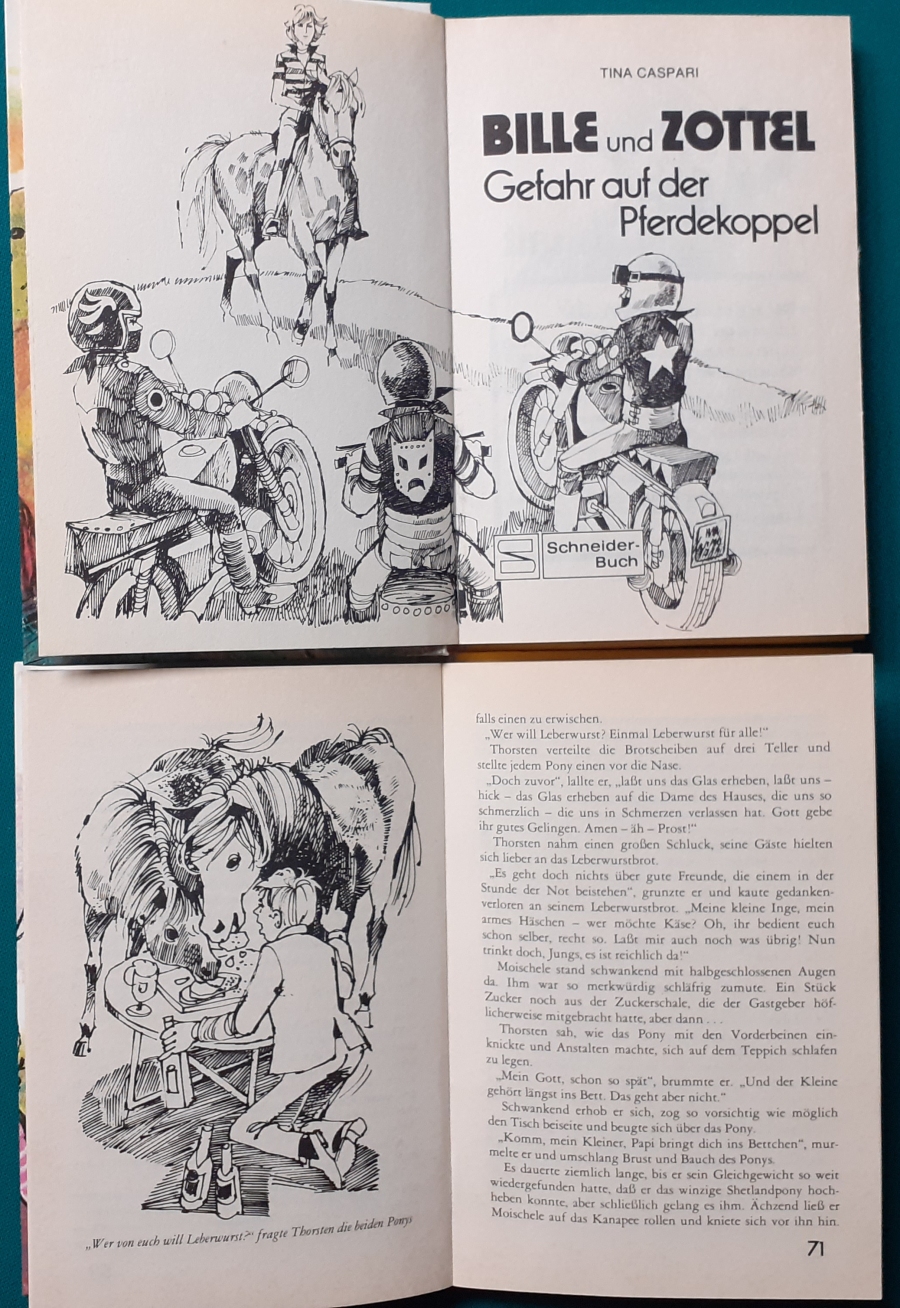 TINA CASPARI
BILLE und ZOTTEL
Gefahr auf der
Pferdekoppel
Schneider-
Buch
falls einen zu erwischen.
„Wer will Leberwurst? Einmal Leberwurst für alle!“
Thorsten verteilte die Brotscheiben auf drei Teller und
stellte jedem Pony einen vor die Nase.
„Doch zuvor“, lallte er, „laßt uns das Glas erheben, laßt uns –
hick – das Glas erheben auf die Dame des Hauses, die uns so
schmerzlich – die uns in Schmerzen verlassen hat. Gott gebe
ihr gutes Gelingen. Amen – äh – Prost!“
Thorsten nahm einen großen Schluck, seine Gäste hielten
sich lieber an das Leberwurstbrot.
„Es geht doch nichts über gute Freunde, die einem in der
Stunde der Not beistehen“, grunzte er und kaute gedanken-
verloren an seinem Leberwurstbrot. „Meine kleine Inge, mein
armes Häschen – wer möchte Käse? Oh, ihr bedient euch
schon selber, recht so. Laßt mir auch noch was übrig! Nun
trinkt doch, Jungs, es ist reichlich da!“
Moischele stand schwankend mit halbgeschlossenen Augen
da. Ihm war so merkwürdig schläfrig zumute. Ein Stück
Zucker noch aus der Zuckerschale, die der Gastgeber höf-
licherweise mitgebracht hatte, aber dann . . .
Thorsten sah, wie das Pony mit den Vorderbeinen ein-
knickte und Anstalten machte, sich auf dem Teppich schlafen
zu legen.
„Mein Gott, schon so spät“, brummte er. „Und der Kleine
gehört längst ins Bett. Das geht aber nicht.“
Schwankend erhob er sich, zog so vorsichtig wie möglich
den Tisch beiseite und beugte sich über das Pony.
„Komm, mein Kleiner, Papi bringt dich ins Bettchen“, mur-
melte er und umschlang Brust und Bauch des Ponys.
Es dauerte ziemlich lange, bis er sein Gleichgewicht so weit
wiedergefunden hatte, daß er das winzige Shetlandpony hoch-
heben konnte, aber schließlich gelang es ihm. Ächzend ließ er
Moischele auf das Kanapee rollen und kniete sich vor ihn hin.
„Wer von euch will Leberwurst?“ fragte Thorsten die beiden Ponys
71